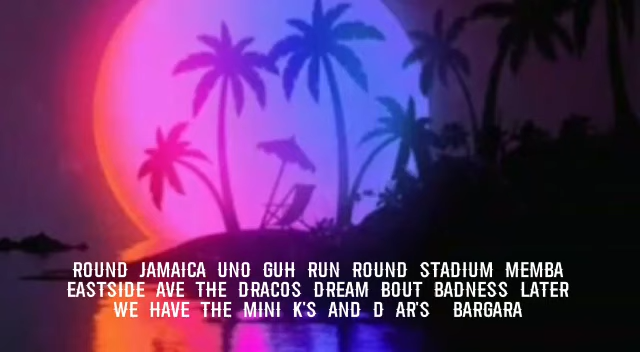 ROUND JAMAICA UNO GUH RUN ROUND STADIUM MEMBA
EASTSIDE AVE THE DRACOS DREAM BOUT BADNESS LATER
WE HAVE THE MINI K'S AND D AR'S BARGARA